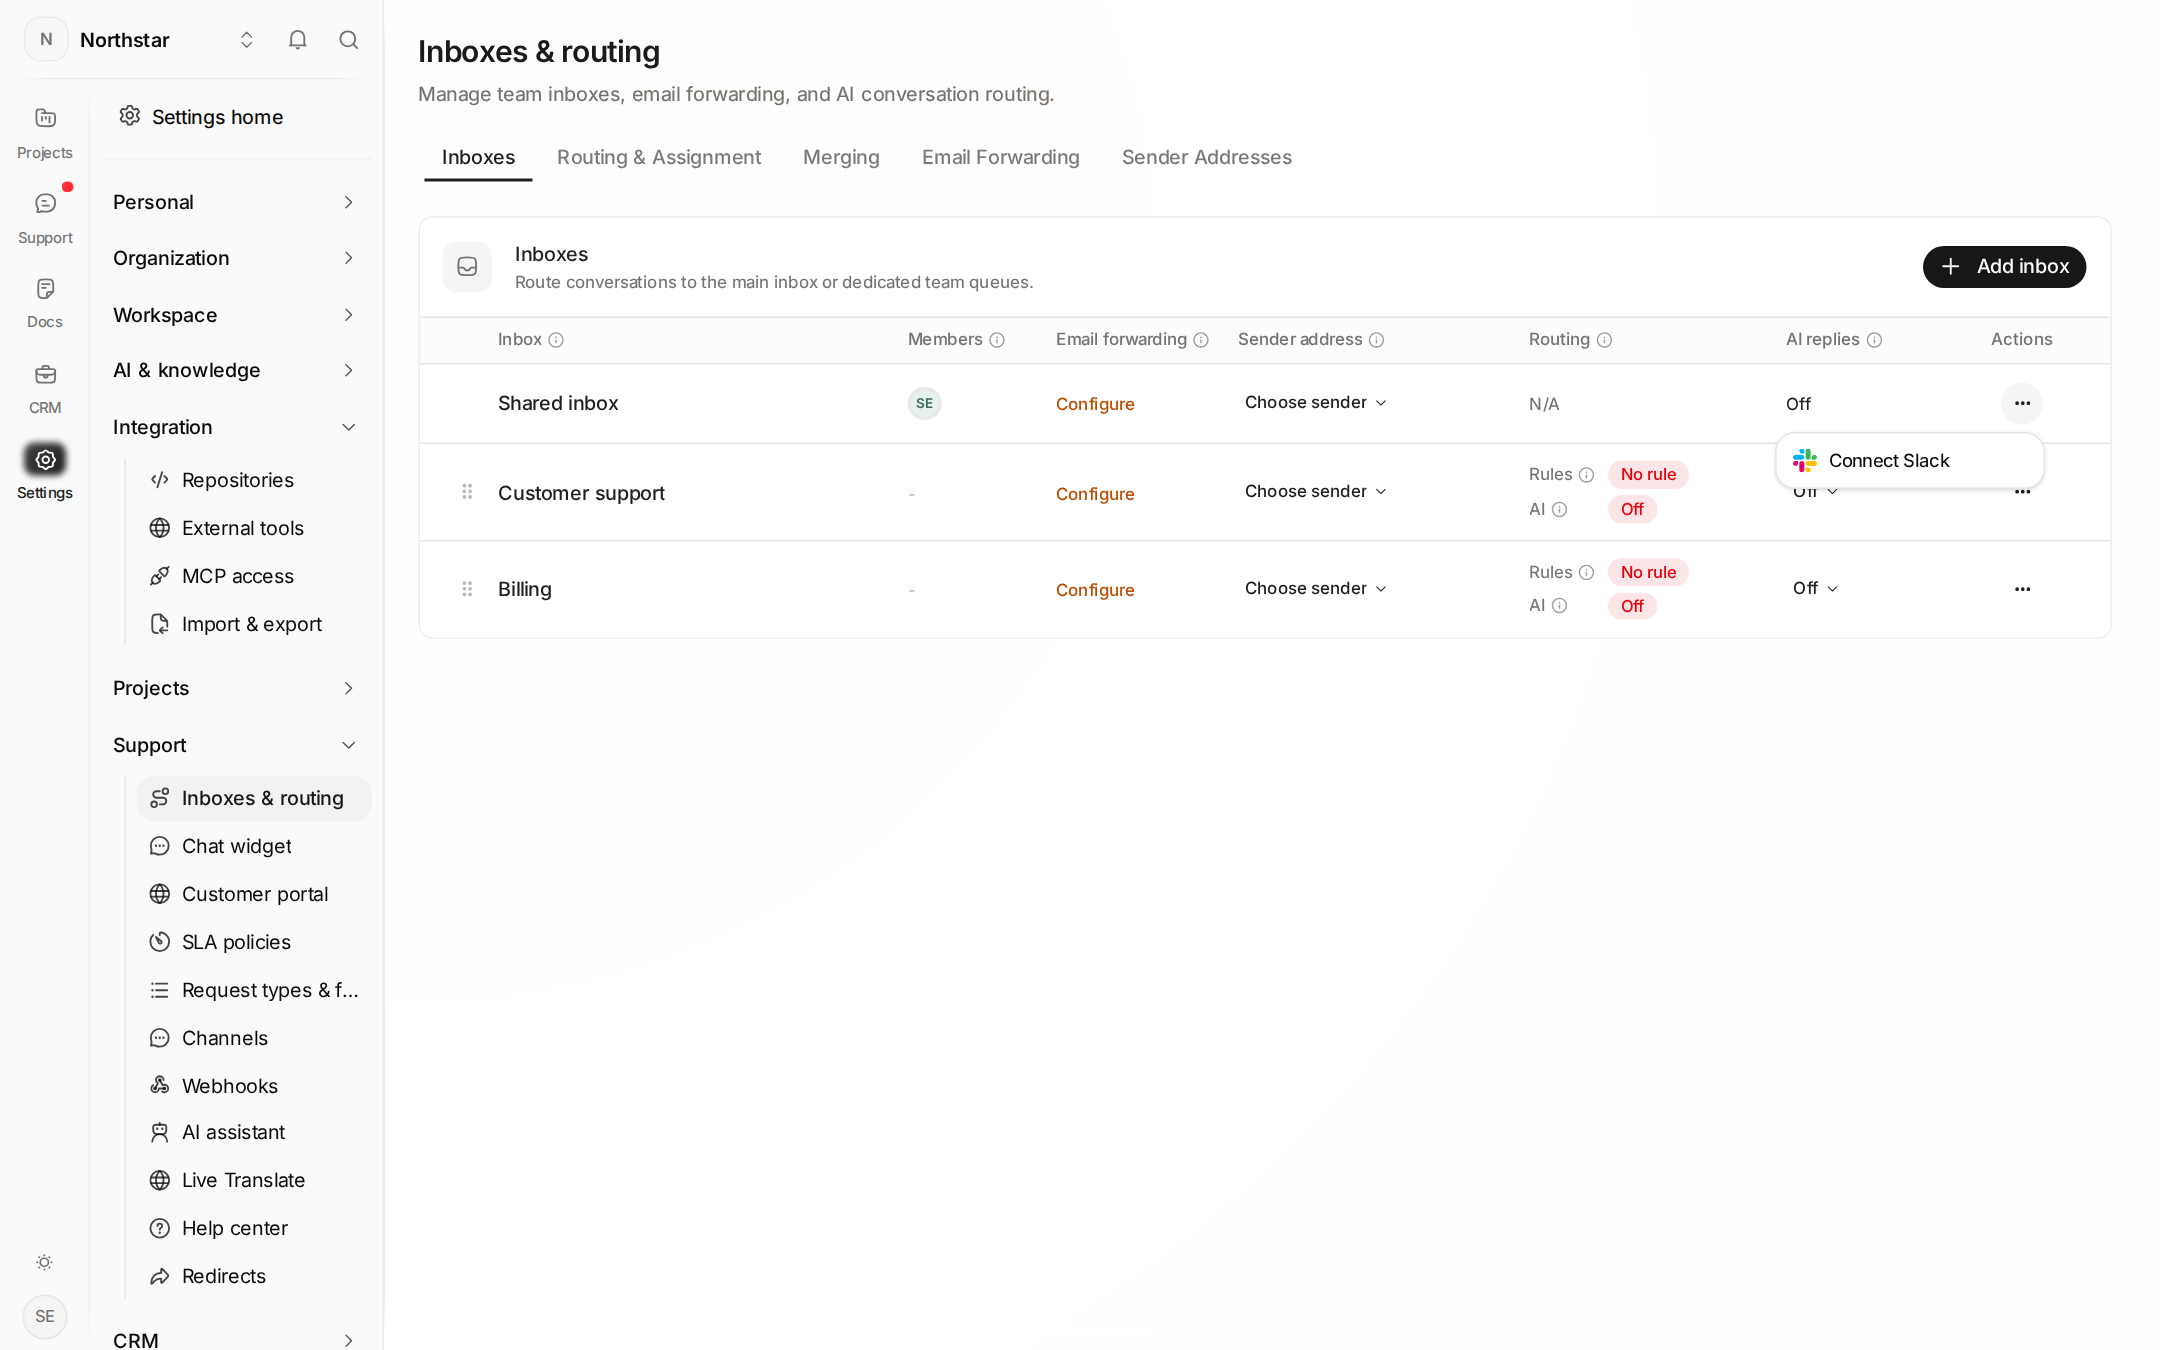 N
Northstar
Projects
Support
Docs
CRM
Settings
SE
Settings home
Personal
Organization
Workspace
AI & knowledge
Integration
Repositories
External tools
MCP access
Import & export
Projects
Support
Inboxes & routing
Chat widget
Customer portal
SLA policies
Request types & f...
Channels
Webhooks
AI assistant
Live Translate
Help center
Redirects
CRM
Inboxes & routing
Manage team inboxes, email forwarding, and AI conversation routing.
Inboxes Routing & Assignment Merging Email Forwarding Sender Addresses
Inboxes
Route conversations to the main inbox or dedicated team queues.
Add inbox
Inbox Members Email forwarding Sender address Routing AI replies Actions
Shared inbox SE Configure Choose sender N/A Off
Connect Slack
Customer support - Configure Choose sender Rules No rule Off
AI Off
Billing - Configure Choose sender Rules No rule Off
AI Off